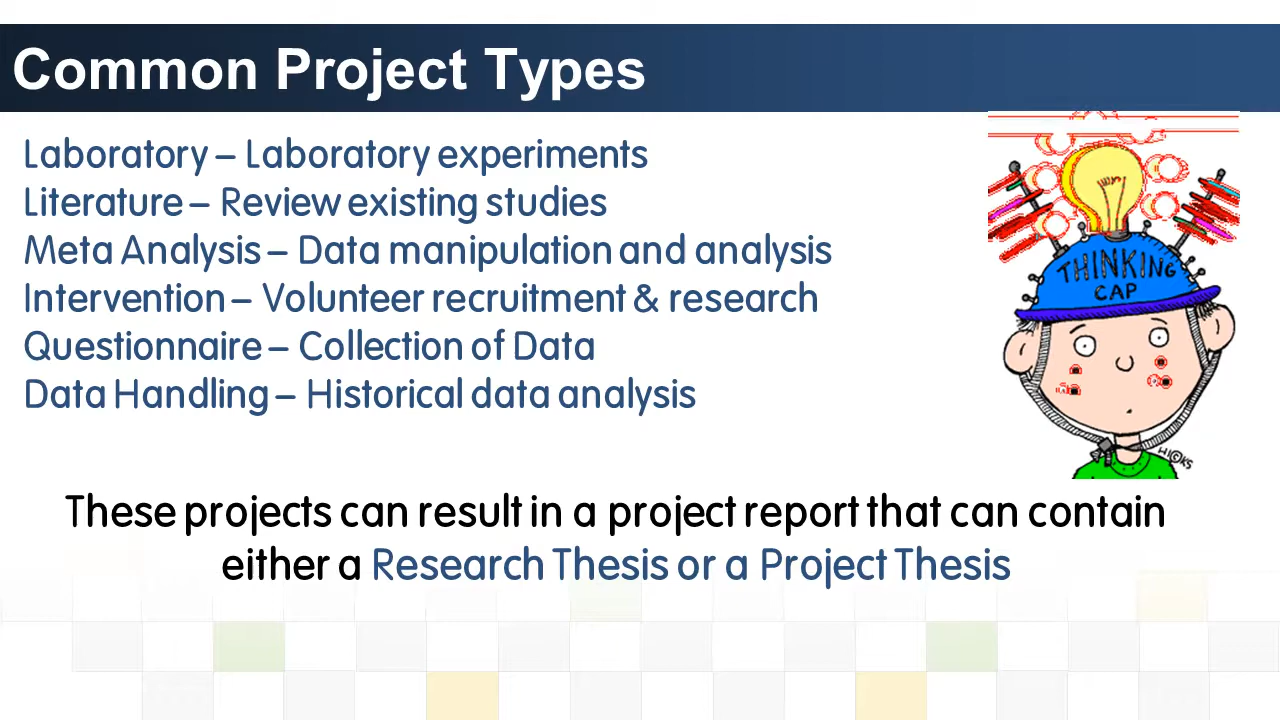 Common Project Types
Laboratory – Laboratory experiments
Literature – Review existing studies
Meta Analysis – Data manipulation and analysis
Intervention – Volunteer recruitment & research
Questionnaire – Collection of Data
Data Handling – Historical data analysis
THINKING
CAP
HICKS
These projects can result in a project report that can contain
either a Research Thesis or a Project Thesis